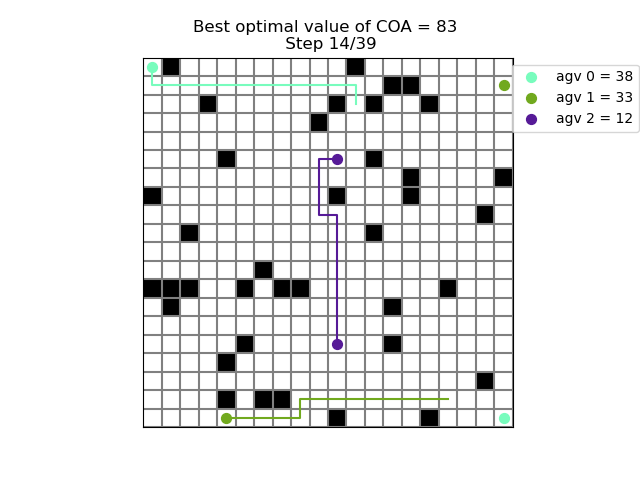 Best optimal value of COA = 83
Step 14/39
agv 0 = 38
agv 1 = 33
agv 2 = 12